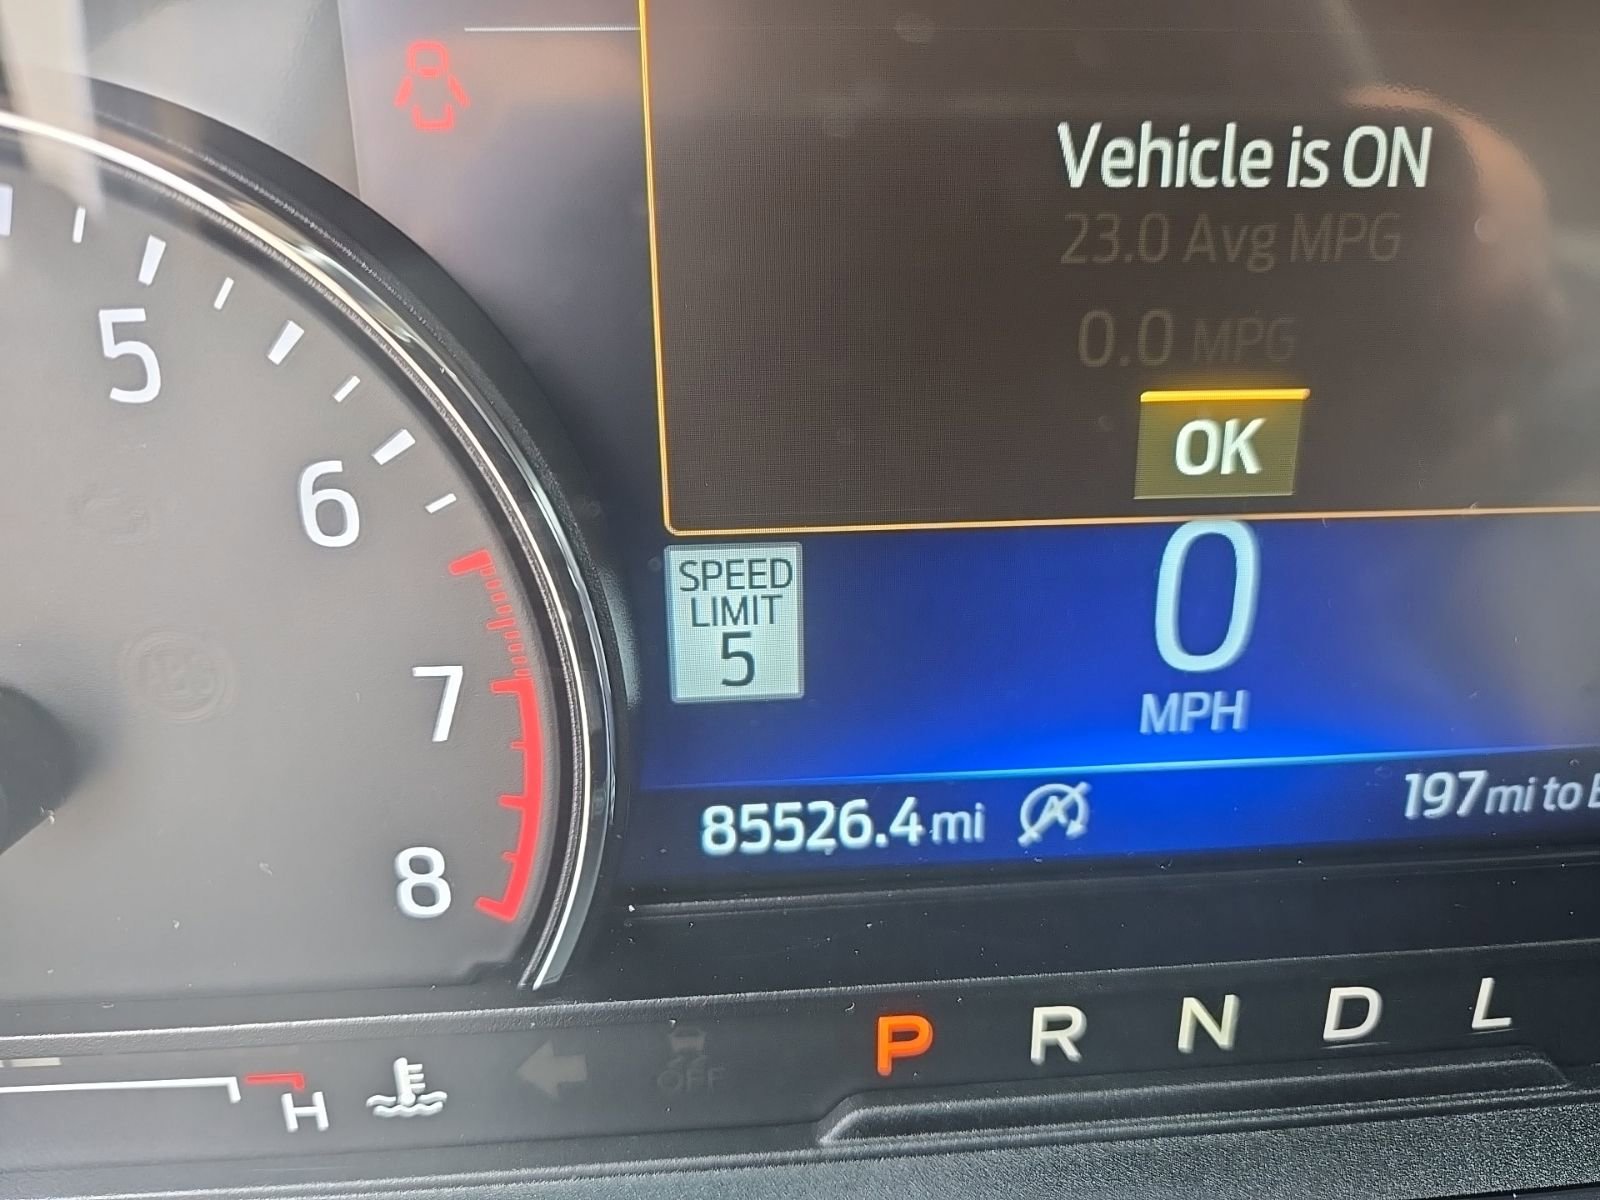 Vehicle is ON
23.0 Avg MPG
0.0 MPG
OK
5
6
7
8
SPEED
LIMIT
5
0
MPH
85526.4 mi
197 mi to
H
OFF
P R N D L
ABS